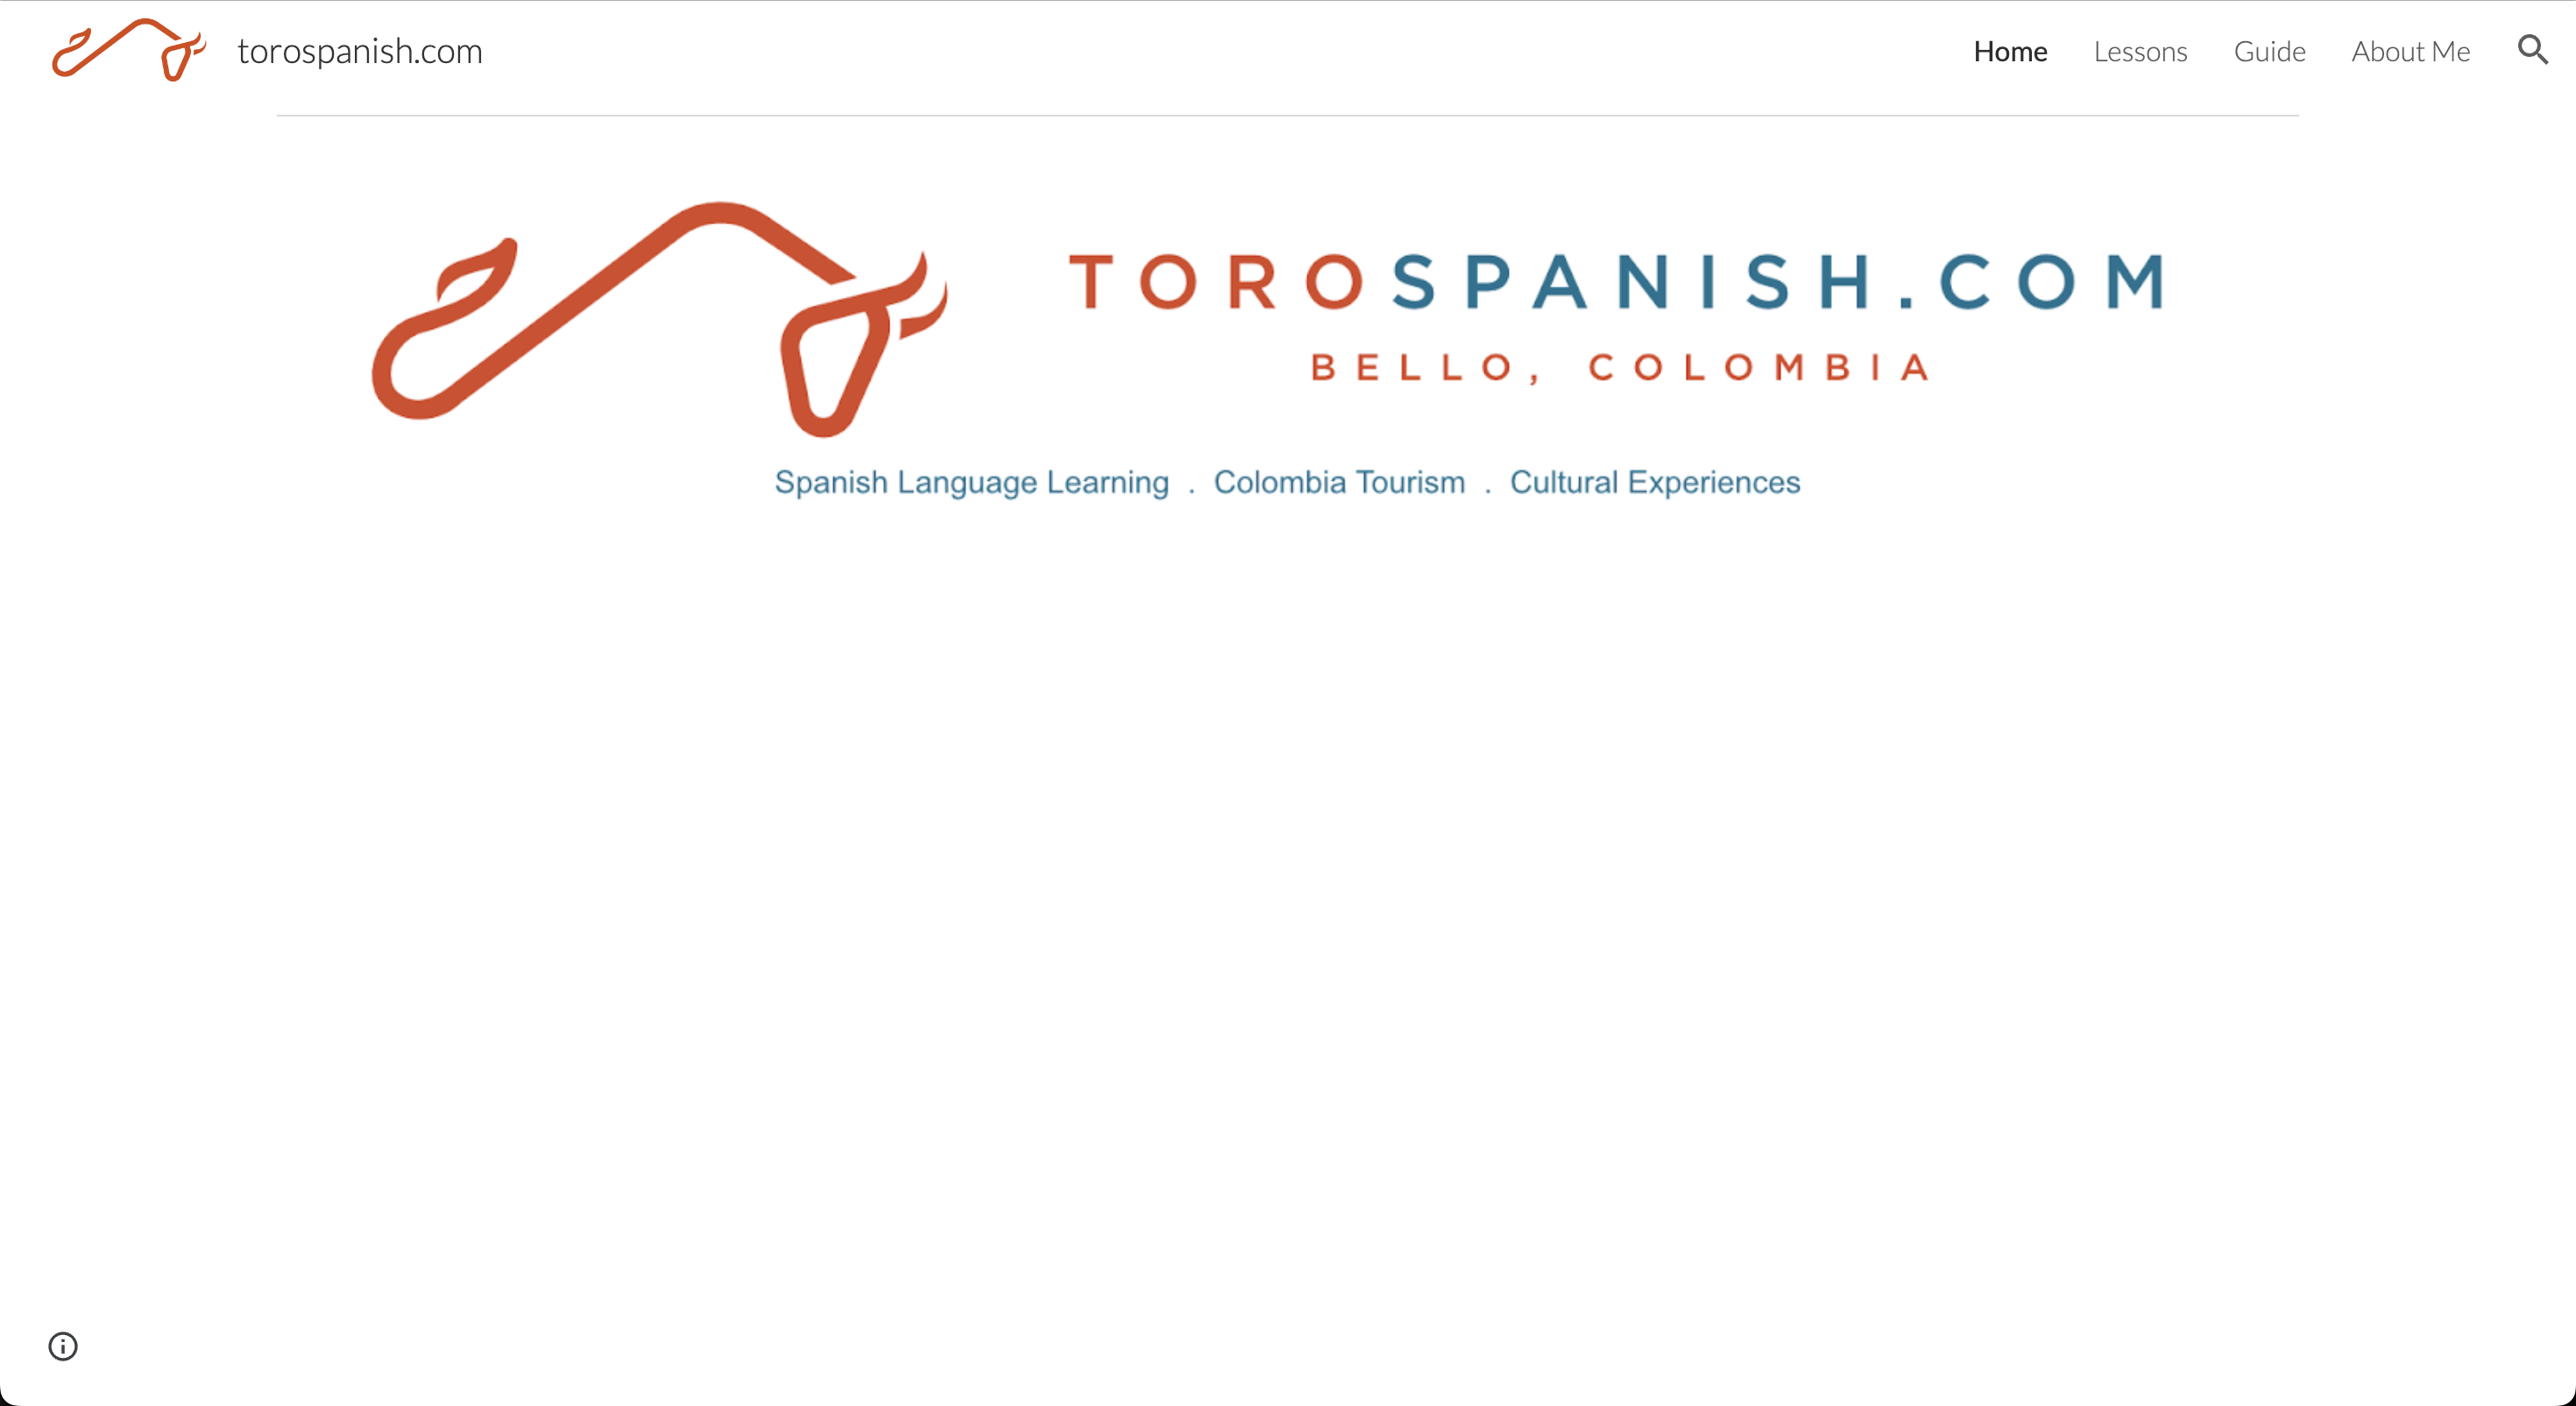 torospanish.com
Home Lessons Guide About Me
TOROSPANISH.COM
BELLO, COLOMBIA
Spanish Language Learning . Colombia Tourism . Cultural Experiences